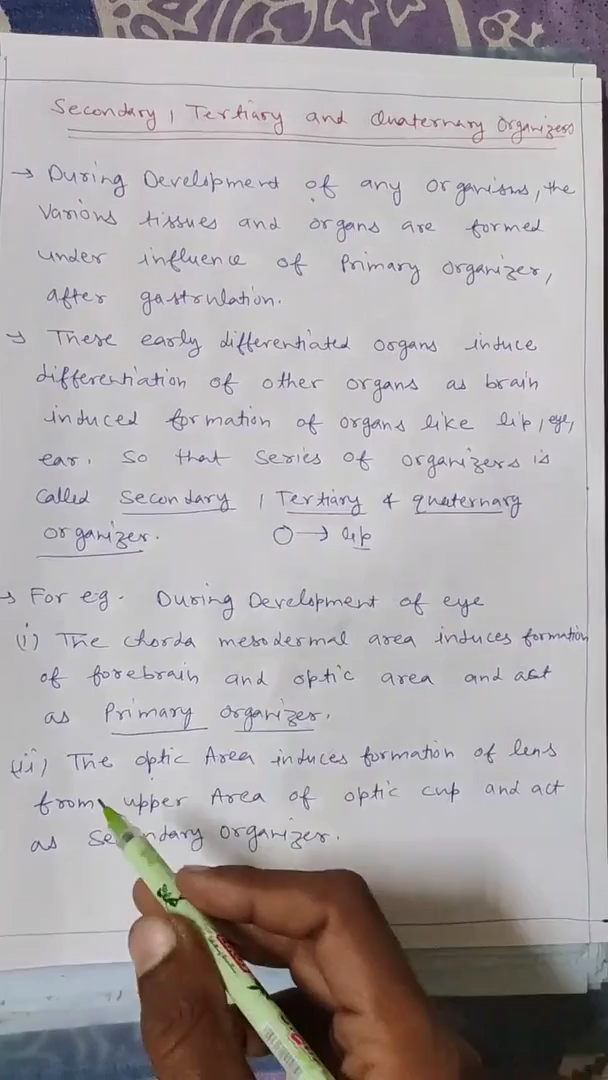 Secondary, Tertiary and Quaternary Organizers
→ During Development of any organisms, the
various tissues and organs are formed
under influence of Primary organizer,
after gastrulation.
→ These early differentiated organs induce
differentiation of other organs as brain
induced formation of organs like lip, eye,
ear. So that series of organizers is
called Secondary, Tertiary & quaternary
organizer. O → lip
→ For eg. During Development of eye
(i) The chorda mesodermal area induces formation
of forebrain and optic area and act
as Primary organizer.
(ii) The optic Area induces formation of lens
from upper Area of optic cup and act
as organizer.